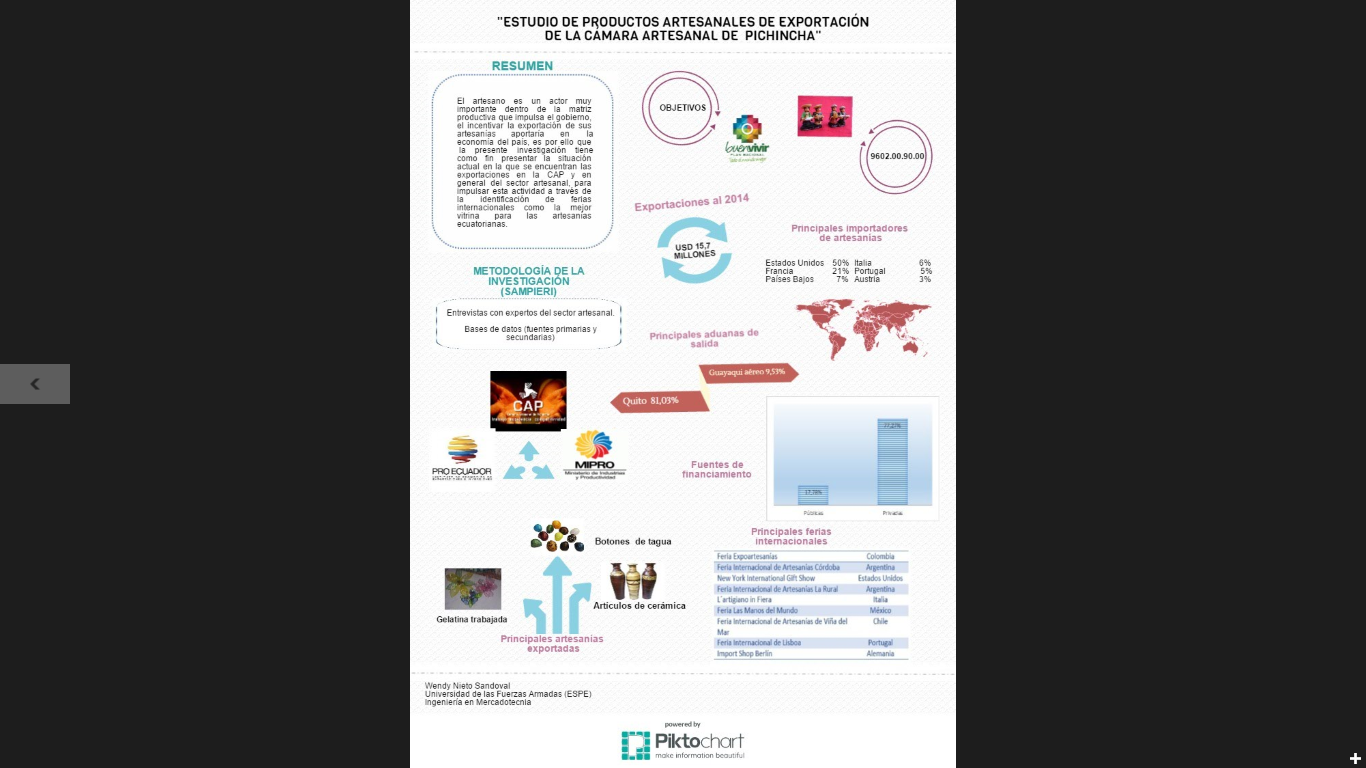 "ESTUDIO DE PRODUCTOS ARTESANALES DE EXPORTACIÓN
DE LA CÁMARA ARTESANAL DE PICHINCHA"
RESUMEN
El artesano es un actor muy
importante dentro de la matriz
productiva que impulsa el gobierno,
el incentivar la exportación de sus
artesanías aportaría en la
economía del país, es por ello que
la presente investigación tiene
como fin presentar la situación
actual en la que se encuentran las
exportaciones en la CAP y en
general del sector artesanal, para
impulsar esta actividad a través de
la identificación de ferias
internacionales como la mejor
vitrina para las artesanías
ecuatorianas.
METODOLOGÍA DE LA
INVESTIGACIÓN
(SAMPIERI)
Entrevistas con expertos del sector artesanal.
Bases de datos (fuentes primarias y
secundarias)
CAP
PRO ECUADOR
MIPRO
Ministerio de Industrias
y Productividad
Botones de tagua
Artículos de cerámica
Gelatina trabajada
Principales artesanías
exportadas
OBJETIVOS
buenvivir
PLAN NACIONAL
9602.00.90.00
Exportaciones al 2014
USD 15,7
MILLONES
Principales importadores
de artesanías
Estados Unidos 50% Italia 6%
Francia 21% Portugal 5%
Países Bajos 7% Austria 3%
Principales aduanas de
salida
Guayaquil aéreo 9,53%
Quito 81,03%
Fuentes de
financiamiento
17,78%
77,27%
Públicas
Privadas
Principales ferias
internacionales
Feria Expoartesanías Colombia
Feria Internacional de Artesanías Córdoba Argentina
New York International Gift Show Estados Unidos
Feria Internacional de Artesanías La Rural Argentina
L´artigiano in Fiera Italia
Feria Las Manos del Mundo México
Feria Internacional de Artesanías de Viña del Chile
Mar
Feria Internacional de Lisboa Portugal
Import Shop Berlín Alemania
Wendy Nieto Sandoval
Universidad de las Fuerzas Armadas (ESPE)
Ingeniería en Mercadotecnia
powered by
Piktochart
make information beautiful